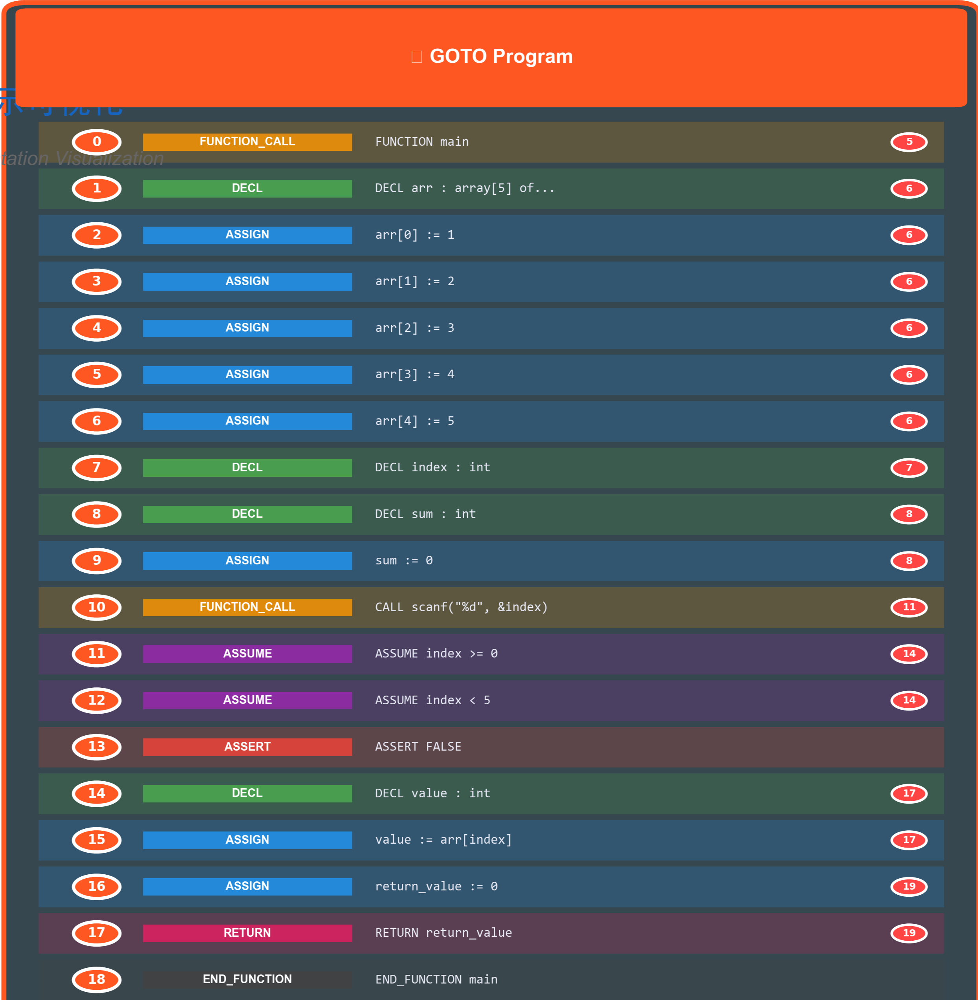 GOTO Program
0 FUNCTION_CALL FUNCTION main 5
tation Visualization
1 DECL DECL arr : array[5] of... 6
2 ASSIGN arr[0] := 1 6
3 ASSIGN arr[1] := 2 6
4 ASSIGN arr[2] := 3 6
5 ASSIGN arr[3] := 4 6
6 ASSIGN arr[4] := 5 6
7 DECL DECL index : int 7
8 DECL DECL sum : int 8
9 ASSIGN sum := 0 8
10 FUNCTION_CALL CALL scanf("%d", &index) 11
11 ASSUME ASSUME index >= 0 14
12 ASSUME ASSUME index < 5 14
13 ASSERT ASSERT FALSE
14 DECL DECL value : int 17
15 ASSIGN value := arr[index] 17
16 ASSIGN return_value := 0 19
17 RETURN RETURN return_value 19
18 END_FUNCTION END_FUNCTION main